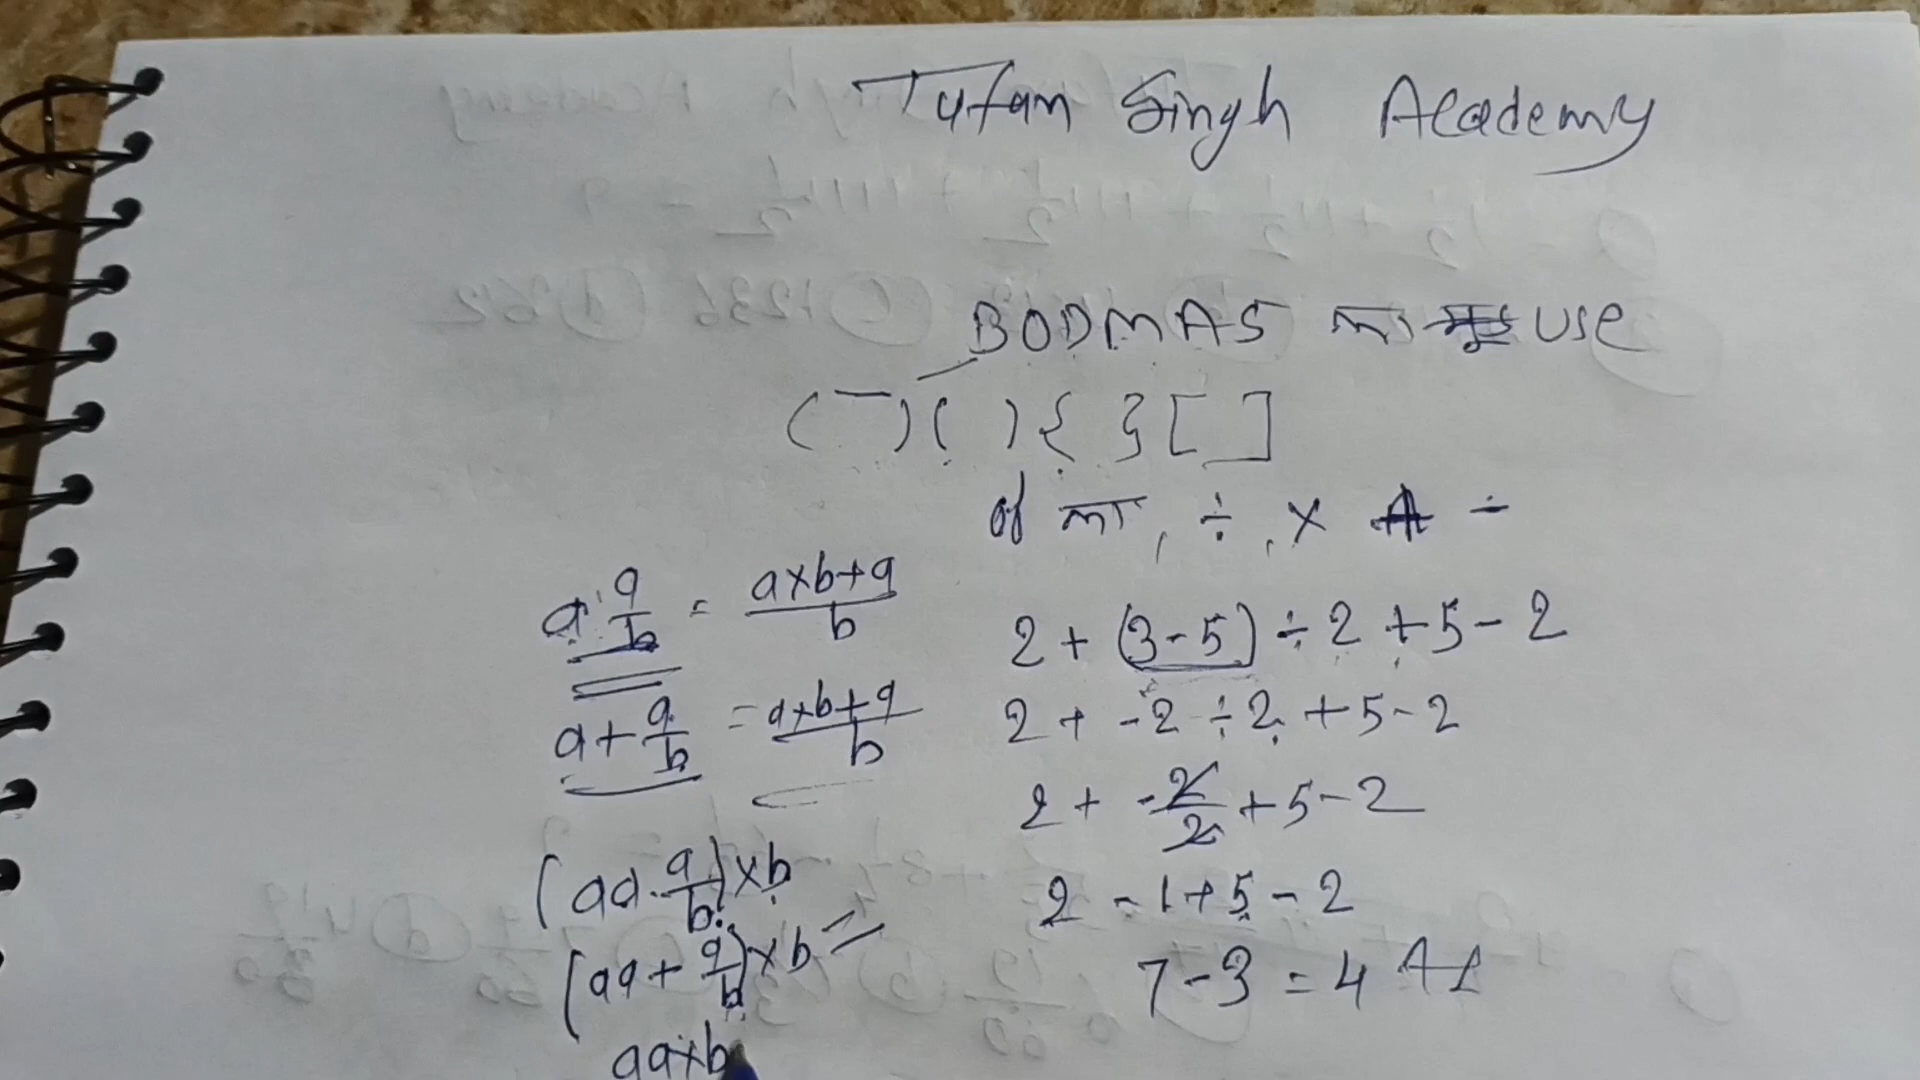 Tufan Singh Academy
BODMAS का use
( ‾ ) ( ) { } [ ]
of का, ÷, × A -
a a/b = a×b+a/b
a + a/b = a×b+a/b
(aa a/b) × b
(aa + a/b) × b =
aa×b
2 + (3-5) ÷ 2 + 5 - 2
2 + -2 ÷ 2 + 5 - 2
2 + -2/2 + 5 - 2
2 - 1 + 5 - 2
7 - 3 = 4